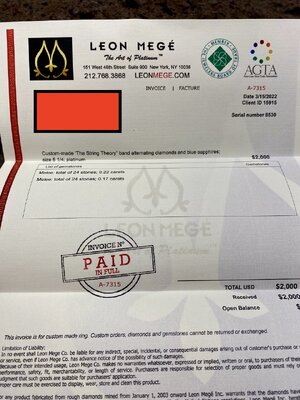 LEON MEGÉ
The Art of Platinum™
151 West 46th Street Suite 900 New York, NY 10036
212.768.3868 LEONMEGE.COM
MEMBER
AGTA
INVOICE | FACTURE
A-7315
Date 3/15/2022
Client ID 15915
Serial number 8530
Custom-made "The String Theory" band alternating diamonds and blue sapphires;
size 6 1/4; platinum
$2,000
List of gemstones
Melee: total of 24 stones; 0.22 carats
Melee: total of 24 stones; 0.17 carats
LEON MEGÉ
INVOICE Nº
PAID
IN FULL
A-7315
TOTAL USD $2,000
Received $2,000
Open Balance
This invoice is for custom made ring. Custom orders, diamonds and gemstones cannot be returned or exchanged.
Limitation of Liability:
In no event shall Leon Mege Co. be liable for any indirect, special, incidental, or consequential damages arising out of customer's purchase or
or service, even if Leon Mege Co. has advance notice of the possibility of such damages.
Because of their intended usage, Leon Mege Co. makes no warranties whatsoever, expressed or implied, written or oral, to purchasers of
performance, safety, fit, merchantability, or length of service. Purchasers are responsible for selection of proper goods and must rely
judgment that such goods are suitable for purchasers' application.
Proper care must be exercised to display, wear, store and clean this product.
product fabricated from rough diamonds mined from January 1, 2003 onward Leon Mege Co. warrants that the diamonds have